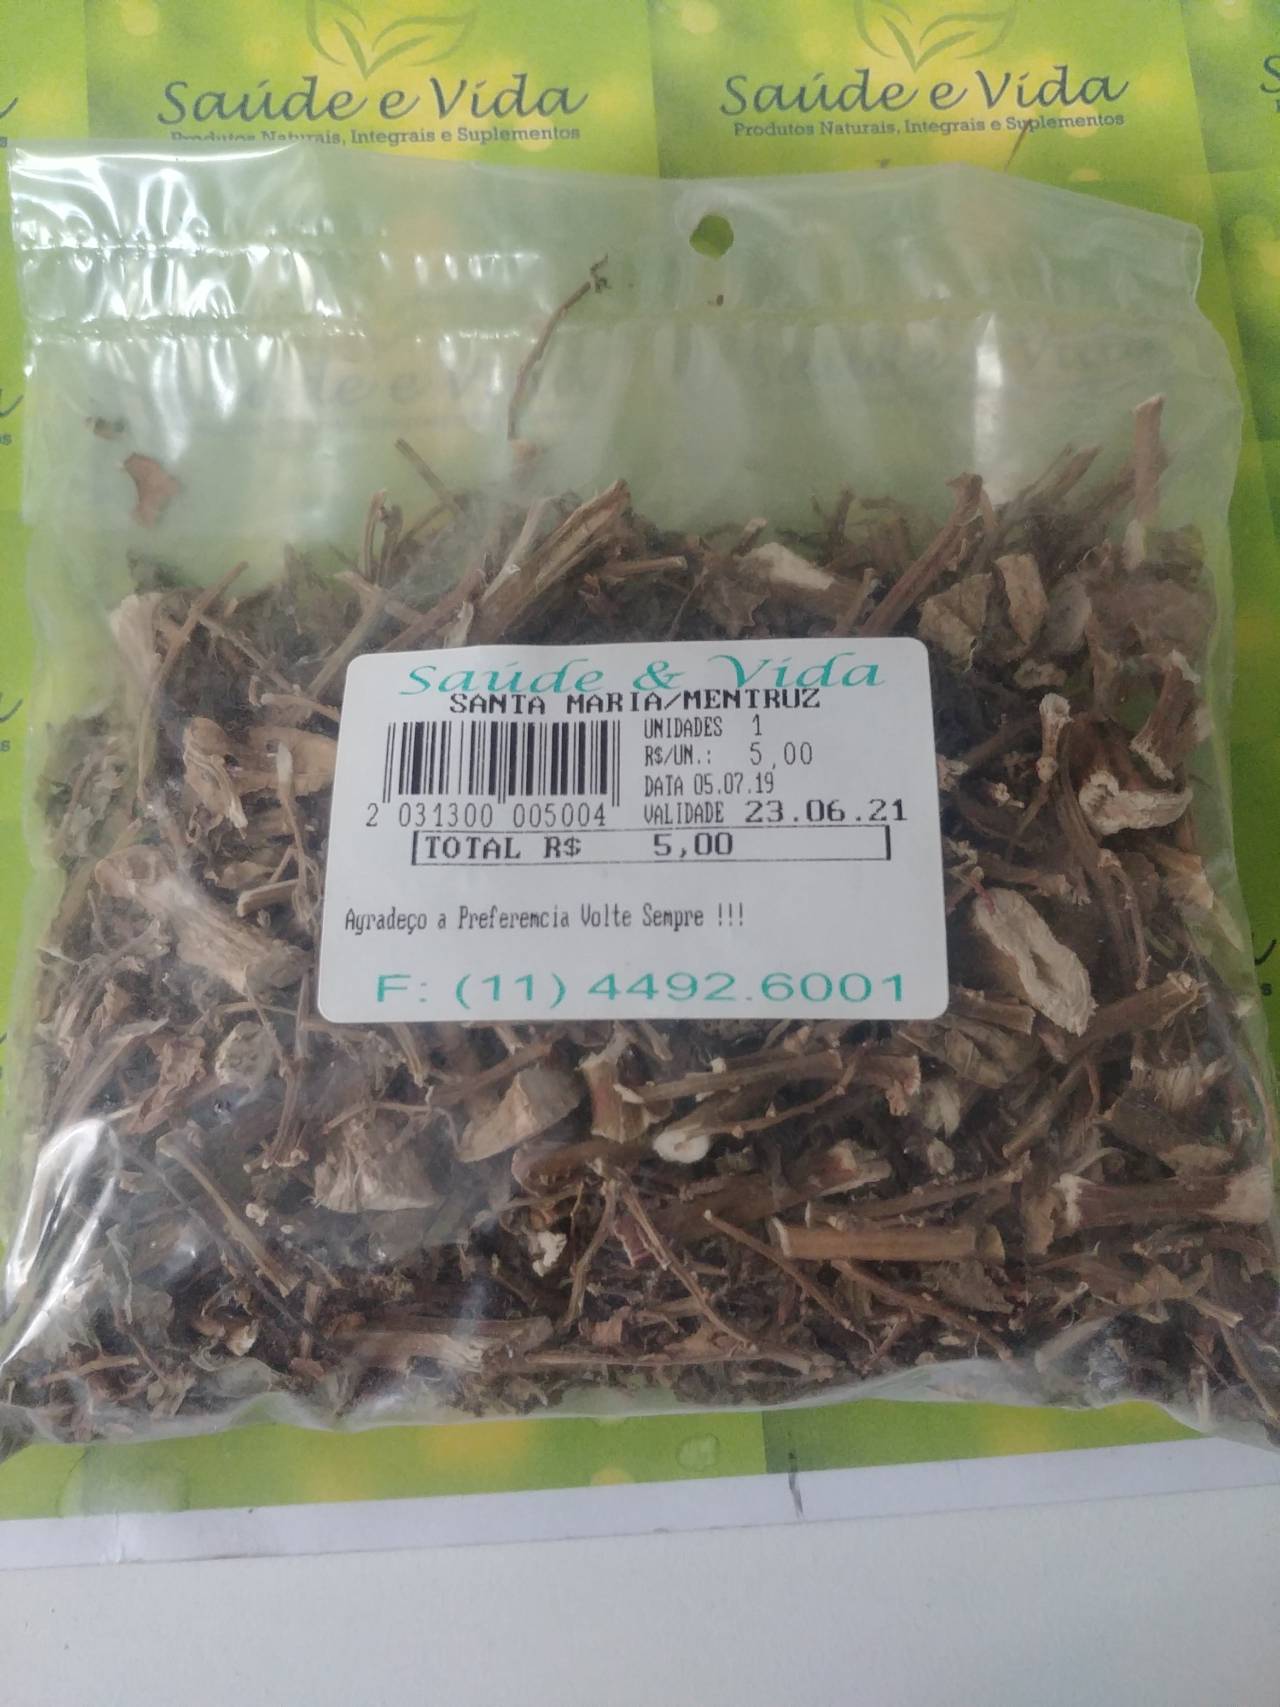 Saúde e Vida
Produtos Naturais, Integrais e Suplementos
Saúde e Vida
Produtos Naturais, Integrais e Suplementos
Saúde & Vida
SANTA MARIA/MENTRUZ
UNIDADES 1
R$/UN.: 5,00
DATA 05.07.19
2 031300 005004 VALIDADE 23.06.21
TOTAL R$ 5,00
Agradeço a Preferemcia Volte Sempre !!!
F: (11) 4492.6001